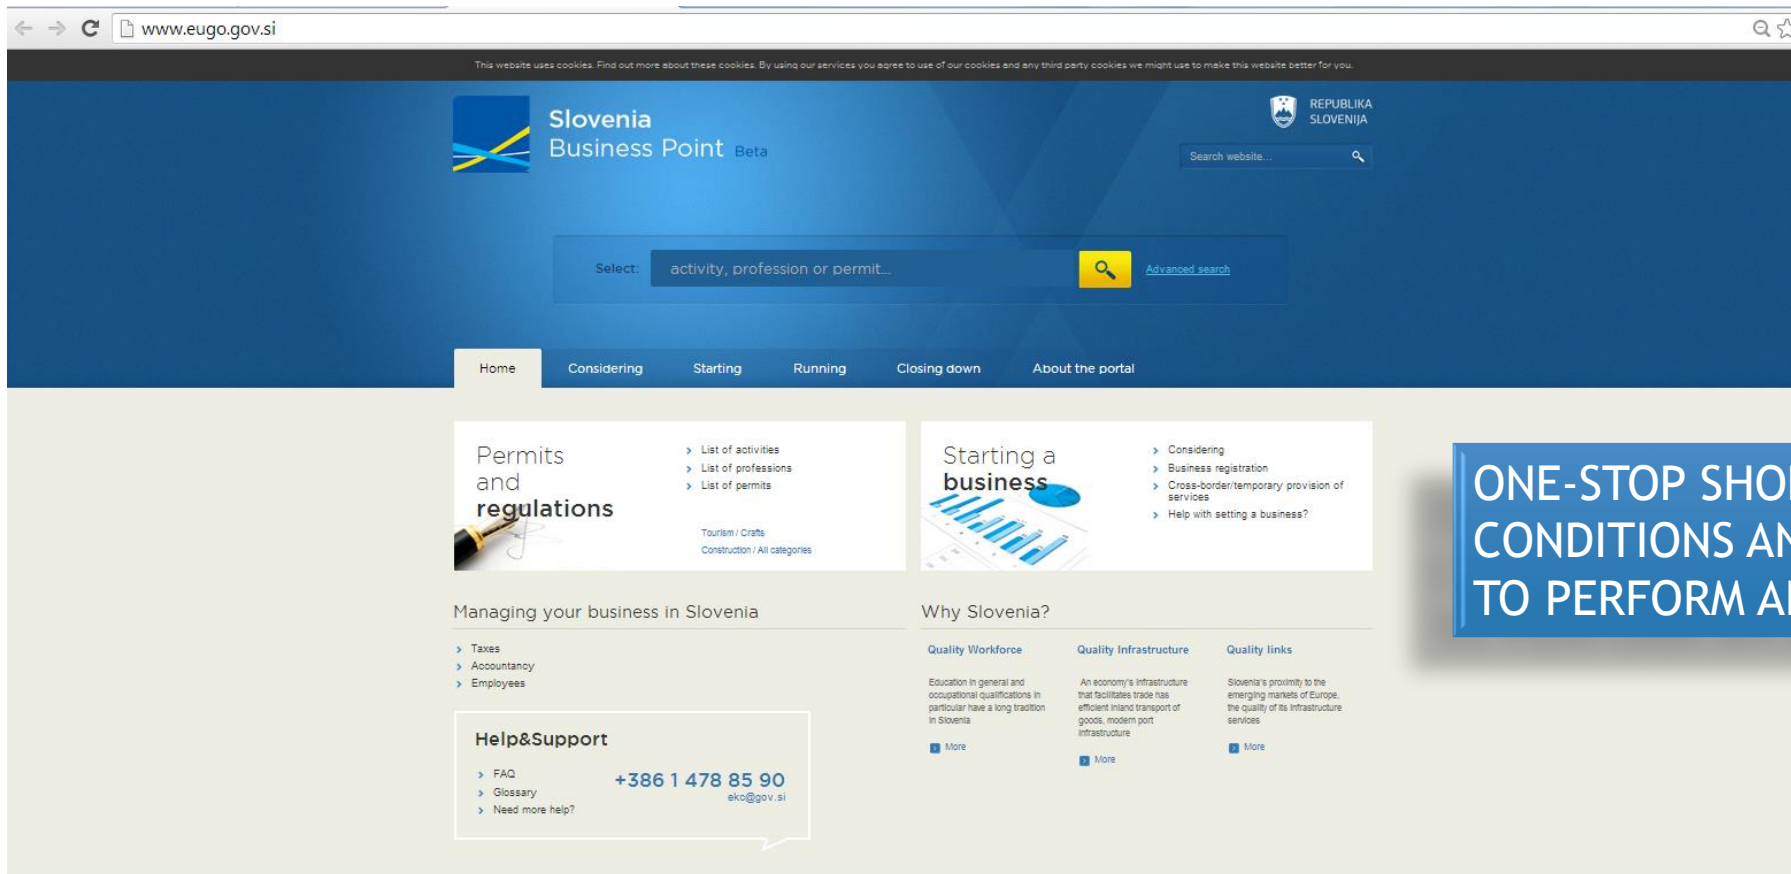 www.eugo.gov.si
This website uses cookies. Find out more about these cookies. By using our services you agree to use of our cookies and any third party cookies we might use to make this website better for you.
Slovenia
Business Point Beta
REPUBLIKA
SLOVENIJA
Search website...
Select:
activity, profession or permit...
Advanced search
Home
Considering
Starting
Running
Closing down
About the portal
Permits
and
regulations
List of activities
List of professions
List of permits
Tourism / Crafts
Construction / All categories
Starting a
business
Considering
Business registration
Cross-border/temporary provision of
services
Help with setting a business?
ONE-STOP
CONDITIONS
TO PERFORM
Managing your business in Slovenia
Taxes
Accountancy
Employees
Why Slovenia?
Quality Workforce
Education in general and
occupational qualifications in
particular have a long tradition
in Slovenia
More
Quality Infrastructure
An economy's infrastructure
that facilitates trade has
efficient inland transport of
goods, modern port
infrastructure
More
Quality links
Slovenia's proximity to the
emerging markets of Europe,
the quality of its infrastructure
services
More
Help&Support
FAQ
Glossary
Need more help?
+386 1 478 85 90
eko@gov.si